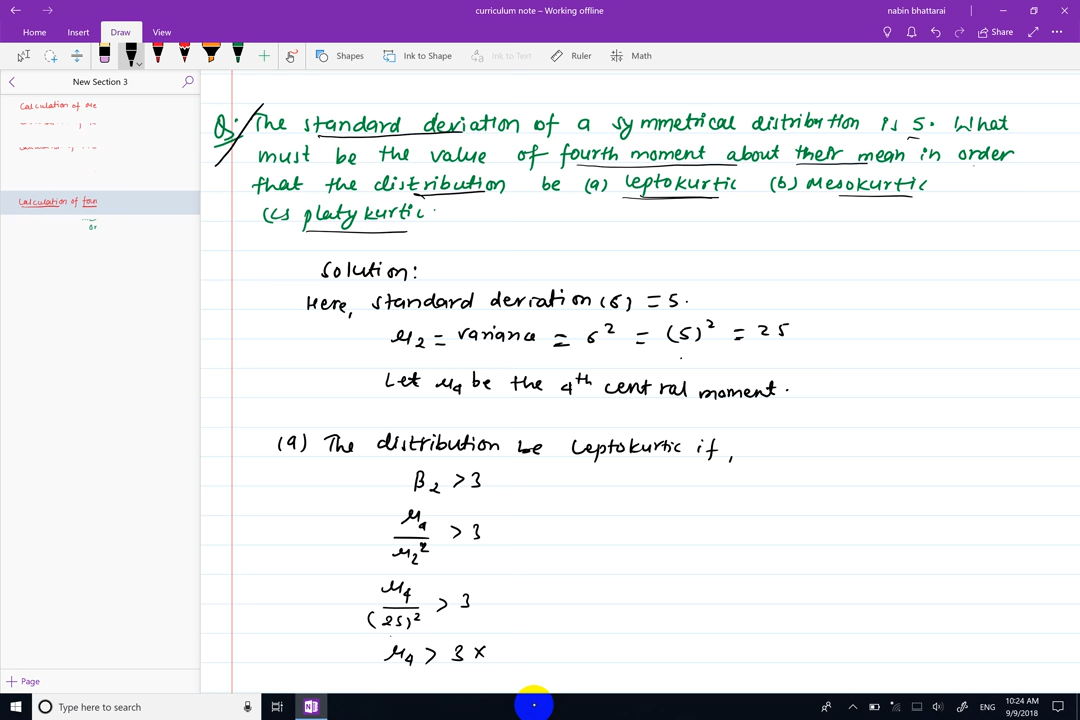 curriculum note – Working offline
nabin bhattarai
Home Insert Draw View
Share
Shapes Ink to Shape Ink to Text Ruler Math
New Section 3
Calculation of Me
Calculation of fan
Q: The standard deviation of a symmetrical distribution is 5. What
must be the value of fourth moment about their mean in order
that the distribution be (a) leptokurtic (b) Mesokurtic
(c) platykurtic.
Solution:
Here, standard derration (σ) = 5.
μ2 = variance = σ² = (5)² = 25
Let μ4 be the 4th central moment.
(a) The distribution be leptokurtic if,
β2 > 3
μ4/μ2² > 3
μ4/(25)² > 3
μ4 > 3 ×
+ Page
Type here to search
ENG
10:24 AM
9/9/2018